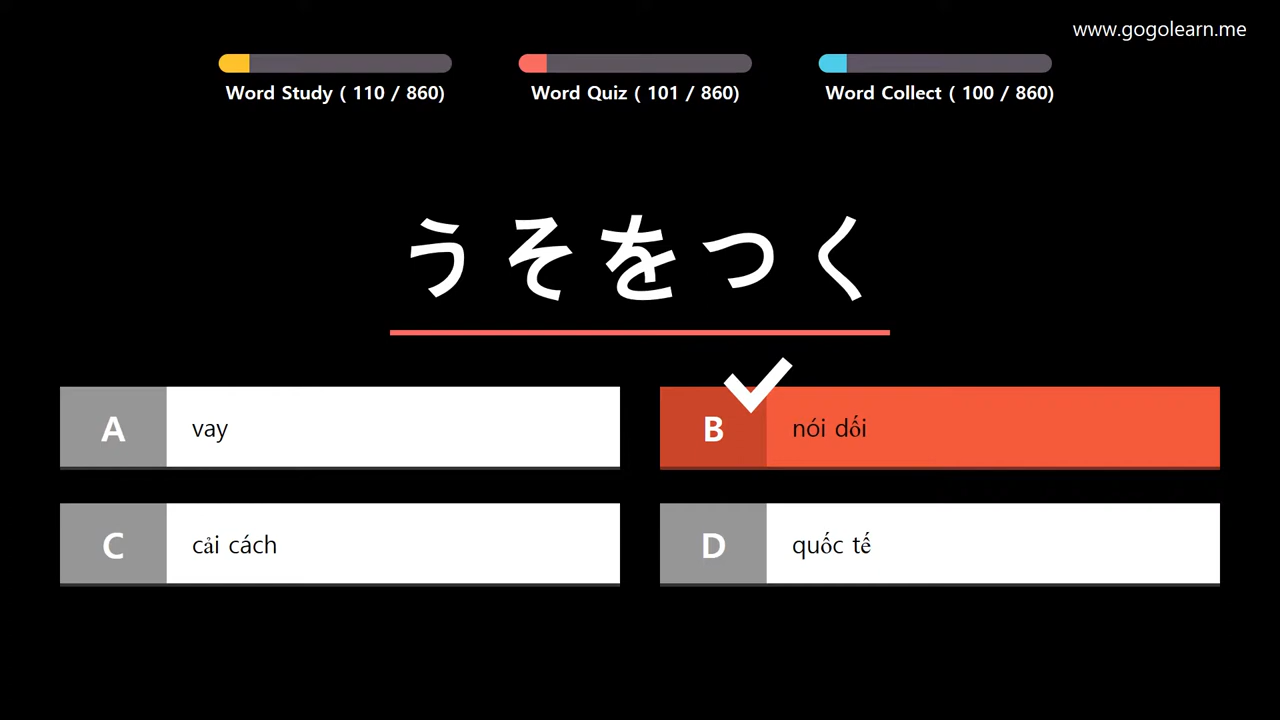 www.gogolearn.me
Word Study ( 110 / 860)
Word Quiz ( 101 / 860)
Word Collect ( 100 / 860)
うそをつく
A vay
B nói dối
C cải cách
D quốc tế